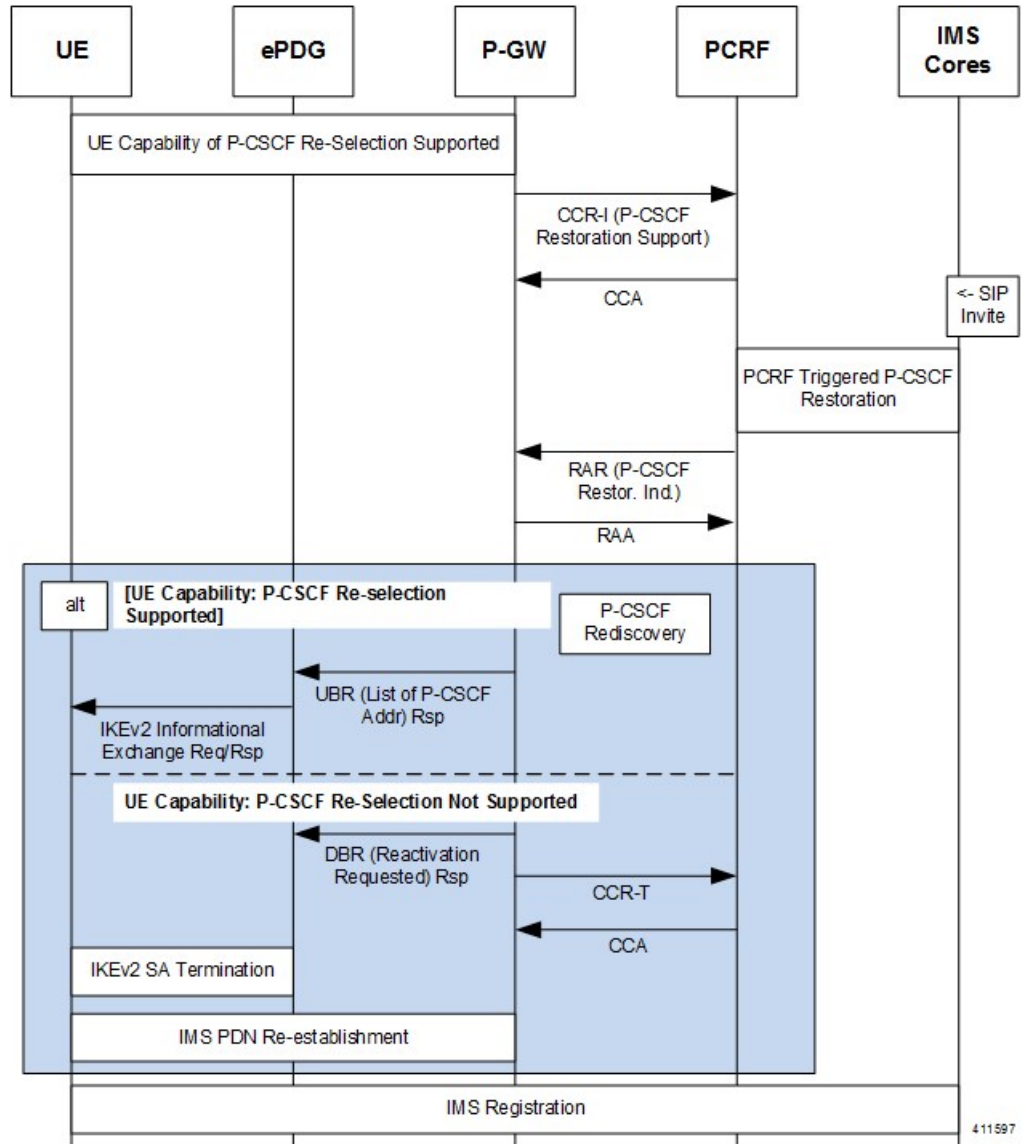 UE
ePDG
P-GW
PCRF
IMS
Cores
UE Capability of P-CSCF Re-Selection Supported
CCR-I (P-CSCF
Restoration Support)
CCA
<- SIP
Invite
PCRF Triggered P-CSCF
Restoration
RAR (P-CSCF
Restor. Ind.)
RAA
alt
[UE Capability: P-CSCF Re-selection
Supported]
P-CSCF
Rediscovery
UBR (List of P-CSCF
Addr) Rsp
IKEv2 Informational
Exchange Req/Rsp
UE Capability: P-CSCF Re-Selection Not Supported
DBR (Reactivation
Requested) Rsp
CCR-T
CCA
IKEv2 SA Termination
IMS PDN Re-establishment
IMS Registration
411597